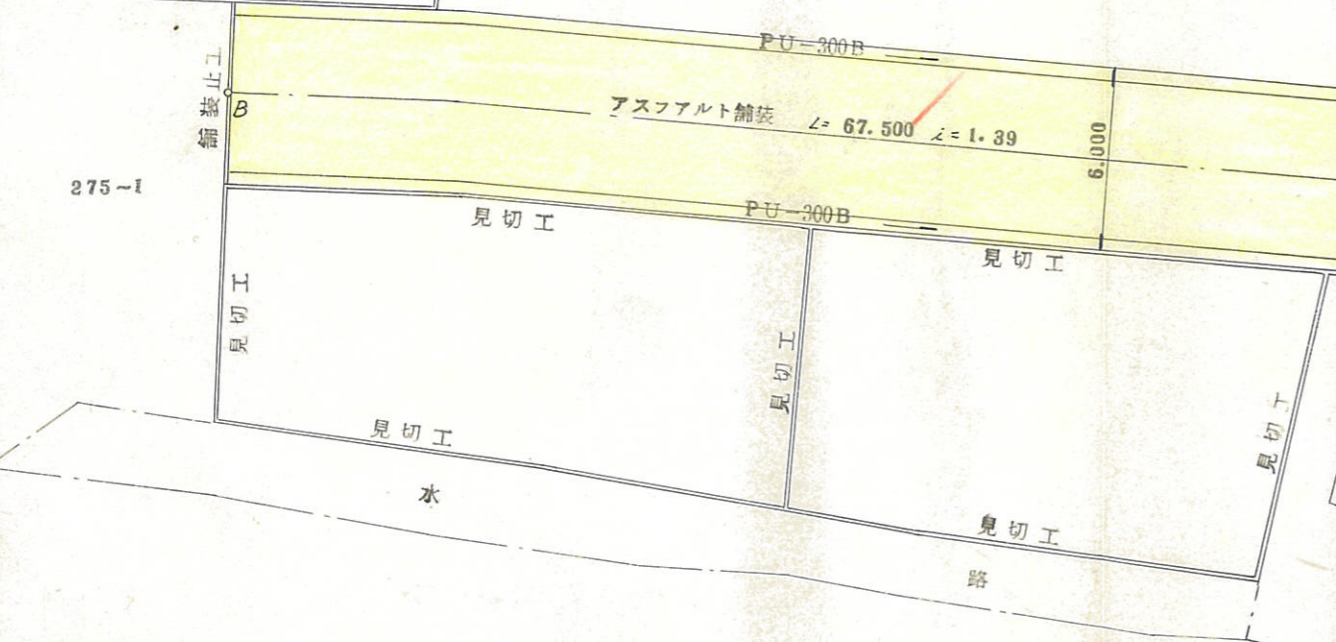 PU-300B
舗装止工
B
アスファルト舗装 L= 67.500 i=1.39
6.000
275~1
PU-300B
見切工
見切工
見切工
見切工
見切工
見切工
見切工
水
路